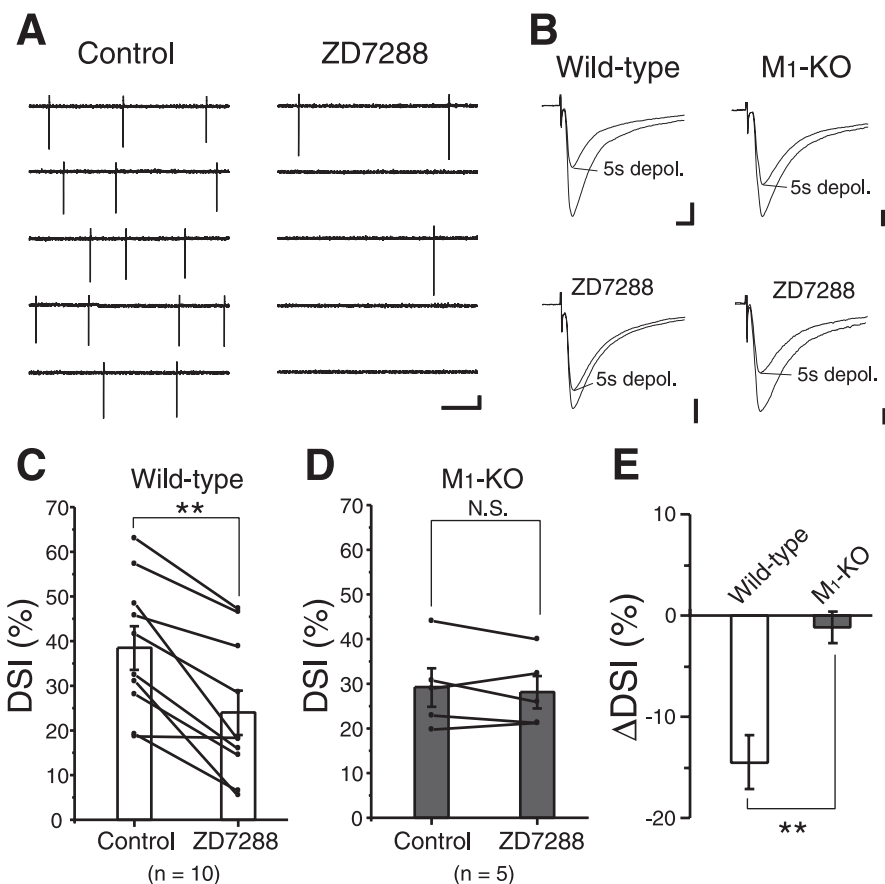 A
Control
ZD7288
B
Wild-type
M1-KO
5s depol.
5s depol.
ZD7288
ZD7288
5s depol.
5s depol.
C
Wild-type
**
DSI (%)
70
60
50
40
30
20
10
0
Control
ZD7288
(n = 10)
D
M1-KO
N.S.
DSI (%)
70
60
50
40
30
20
10
0
Control
ZD7288
(n = 5)
E
ΔDSI (%)
10
0
-10
-20
Wild-type
M1-KO
**